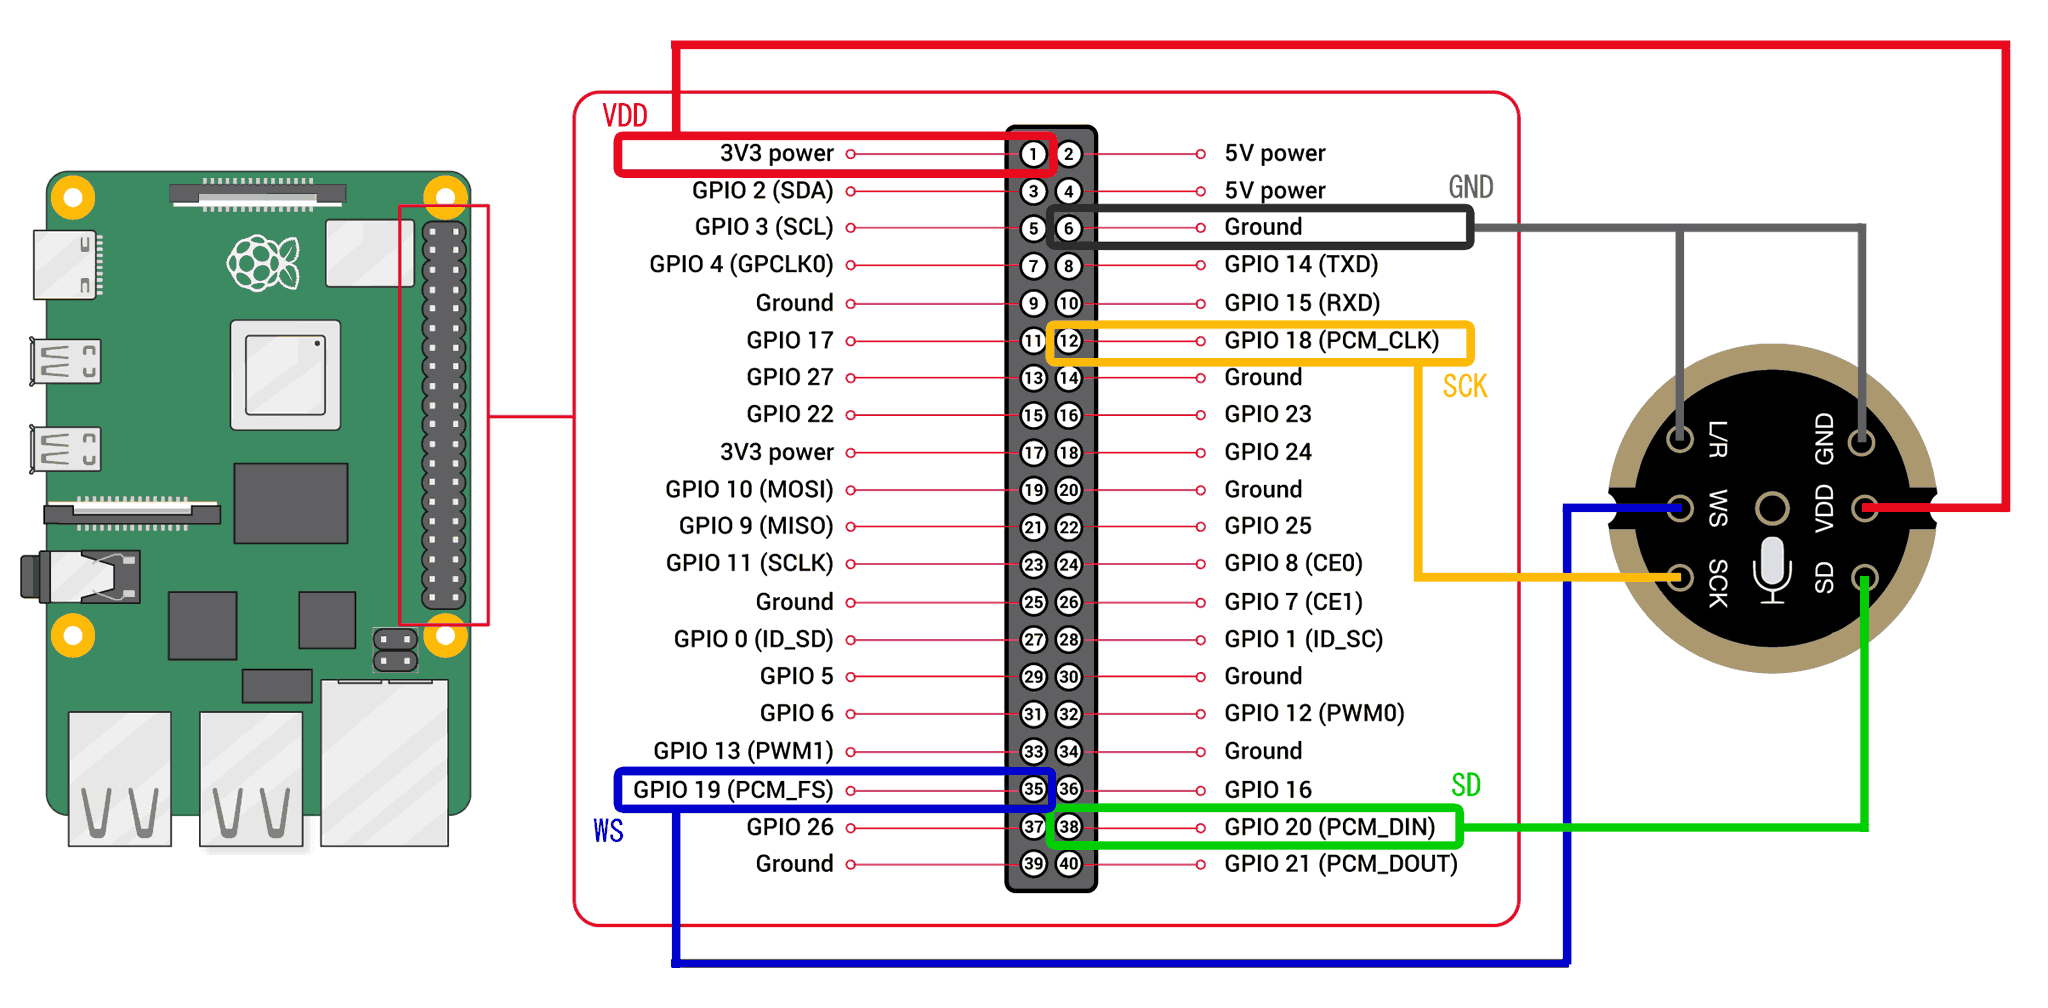 VDD
3V3 power 1 2 5V power
GPIO 2 (SDA) 3 4 5V power
GND
GPIO 3 (SCL) 5 6 Ground
GPIO 4 (GPCLK0) 7 8 GPIO 14 (TXD)
Ground 9 10 GPIO 15 (RXD)
GPIO 17 11 12 GPIO 18 (PCM_CLK)
GPIO 27 13 14 Ground
SCK
GPIO 22 15 16 GPIO 23
3V3 power 17 18 GPIO 24
GPIO 10 (MOSI) 19 20 Ground
GPIO 9 (MISO) 21 22 GPIO 25
GPIO 11 (SCLK) 23 24 GPIO 8 (CE0)
Ground 25 26 GPIO 7 (CE1)
GPIO 0 (ID_SD) 27 28 GPIO 1 (ID_SC)
GPIO 5 29 30 Ground
GPIO 6 31 32 GPIO 12 (PWM0)
GPIO 13 (PWM1) 33 34 Ground
GPIO 19 (PCM_FS) 35 36 GPIO 16
SD
WS
GPIO 26 37 38 GPIO 20 (PCM_DIN)
Ground 39 40 GPIO 21 (PCM_DOUT)
L/R
WS
SCK
GND
VDD
SD